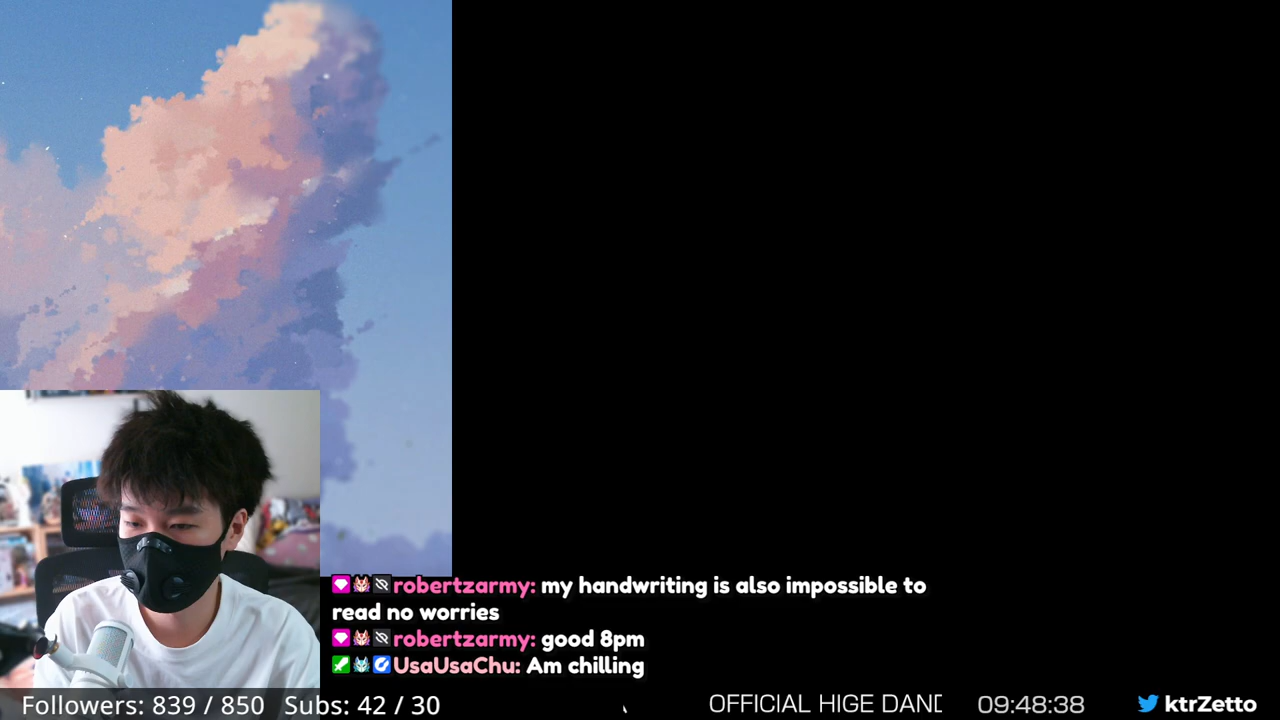 robertzarmy: my handwriting is also impossible to
read no worries
robertzarmy: good 8pm
UsaUsaChu: Am chilling
Followers: 839 / 850 Subs: 42 / 30 OFFICIAL HIGE DAND 09:48:38 ktrZetto